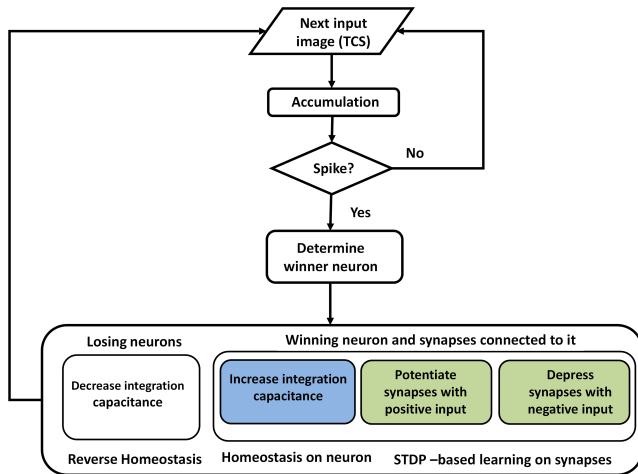 Next input
image (TCS)
Accumulation
Spike?
No
Yes
Determine
winner neuron
Losing neurons
Winning neuron and synapses connected to it
Decrease integration
capacitance
Increase integration
capacitance
Potentiate
synapses with
positive input
Depress
synapses with
negative input
Reverse Homeostasis
Homeostasis on neuron
STDP –based learning on synapses